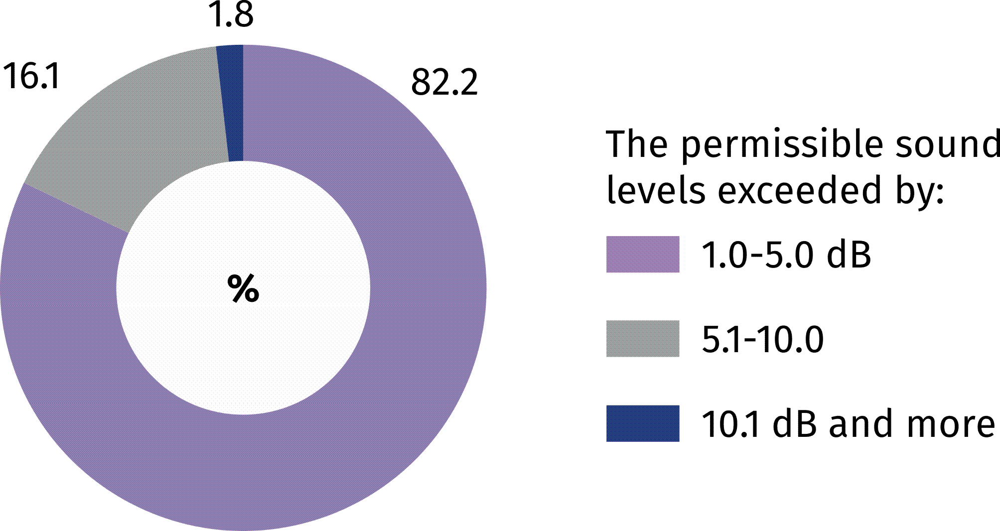 1.8
16.1
82.2
%
The permissible sound
levels exceeded by:
1.0-5.0 dB
5.1-10.0
10.1 dB and more